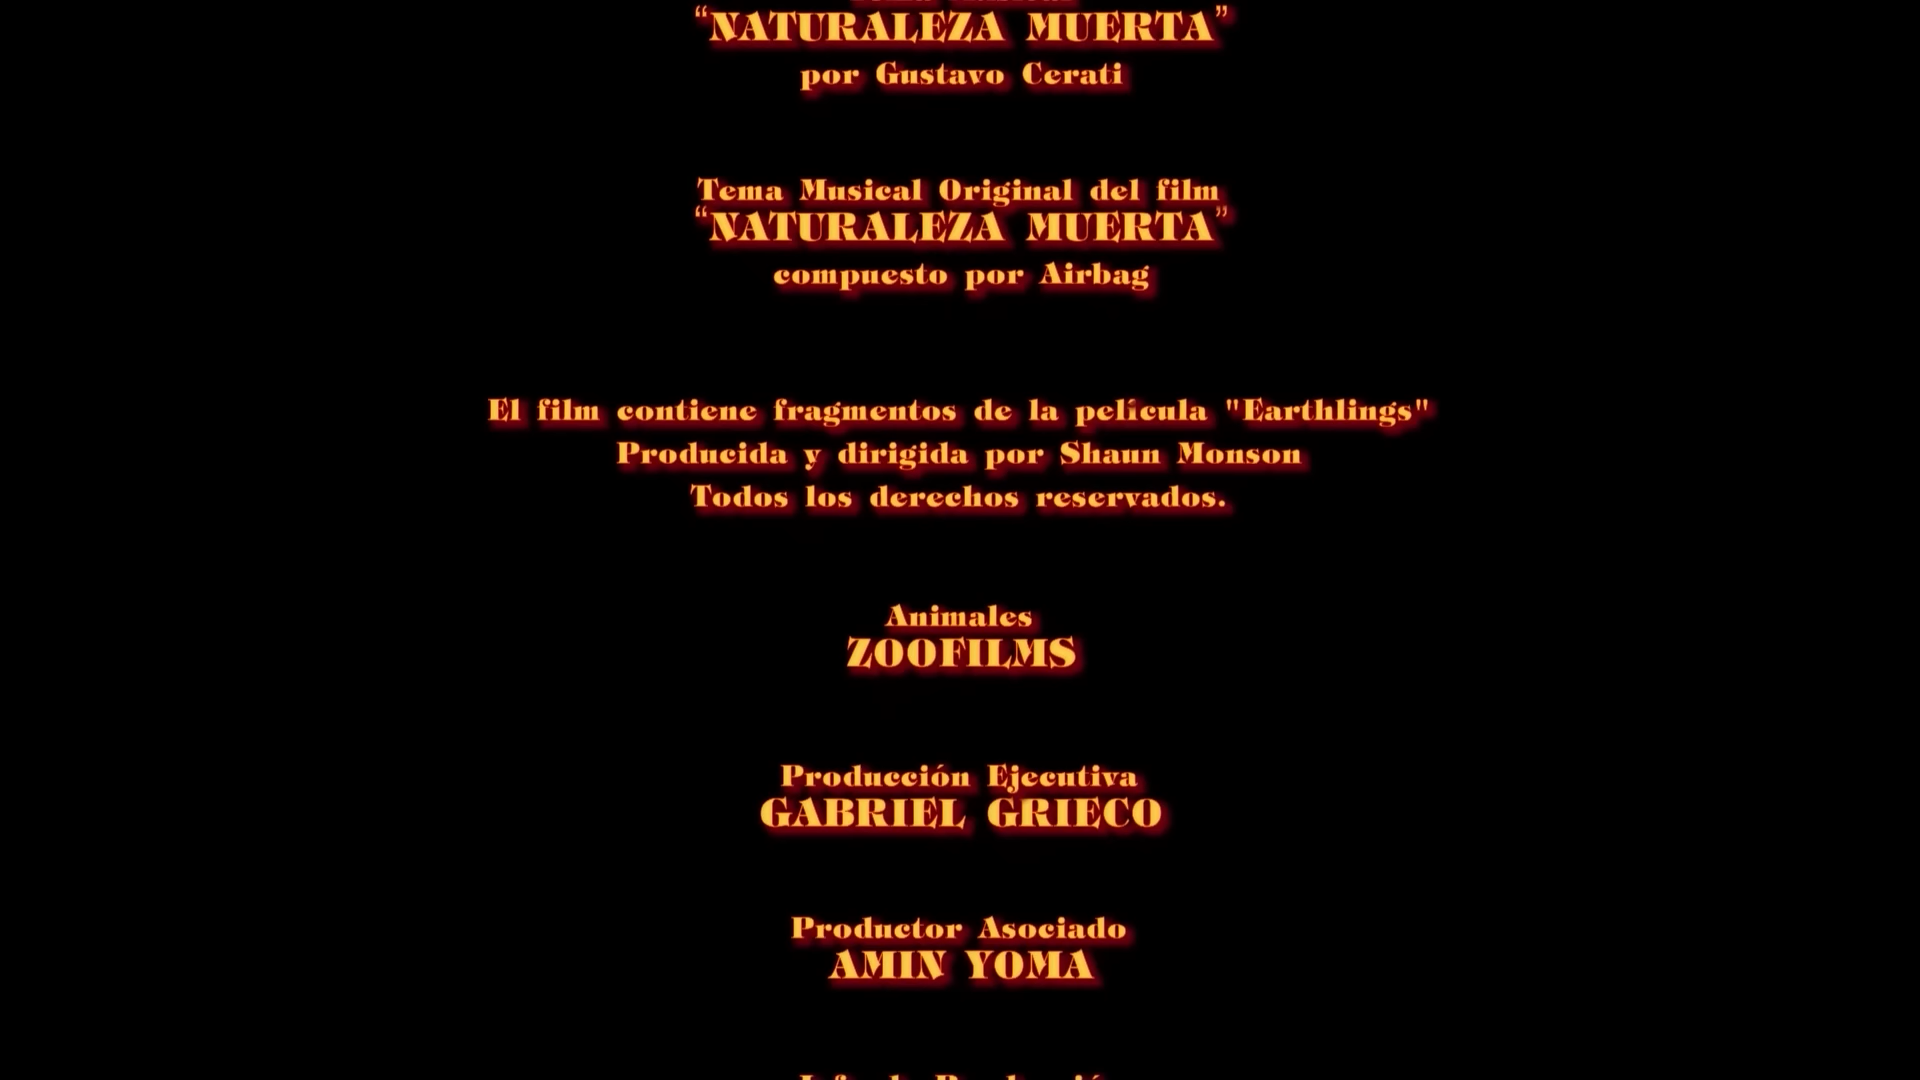 “NATURALEZA MUERTA”
por Gustavo Cerati
Tema Musical Original del film
“NATURALEZA MUERTA”
compuesto por Airbag
El film contiene fragmentos de la película "Earthlings"
Producida y dirigida por Shaun Monson
Todos los derechos reservados.
Animales
ZOOFILMS
Producción Ejecutiva
GABRIEL GRIECO
Productor Asociado
AMIN YOMA